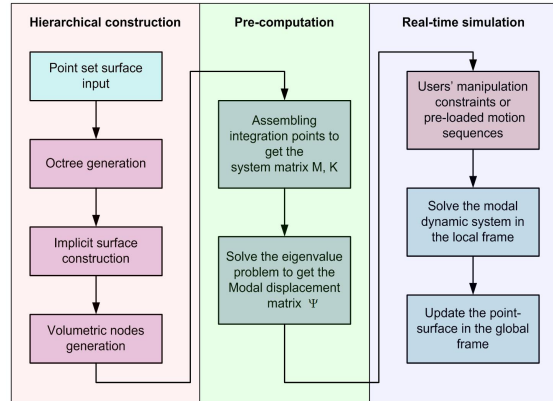 Hierarchical construction
Point set surface
input
Octree generation
Implicit surface
construction
Volumetric nodes
generation
Pre-computation
Assembling
integration points to
get the
system matrix M, K
Solve the eigenvalue
problem to get the
Modal displacement
matrix Ψ
Real-time simulation
Users' manipulation
constraints or
pre-loaded motion
sequences
Solve the modal
dynamic system in
the local frame
Update the point-
surface in the global
frame